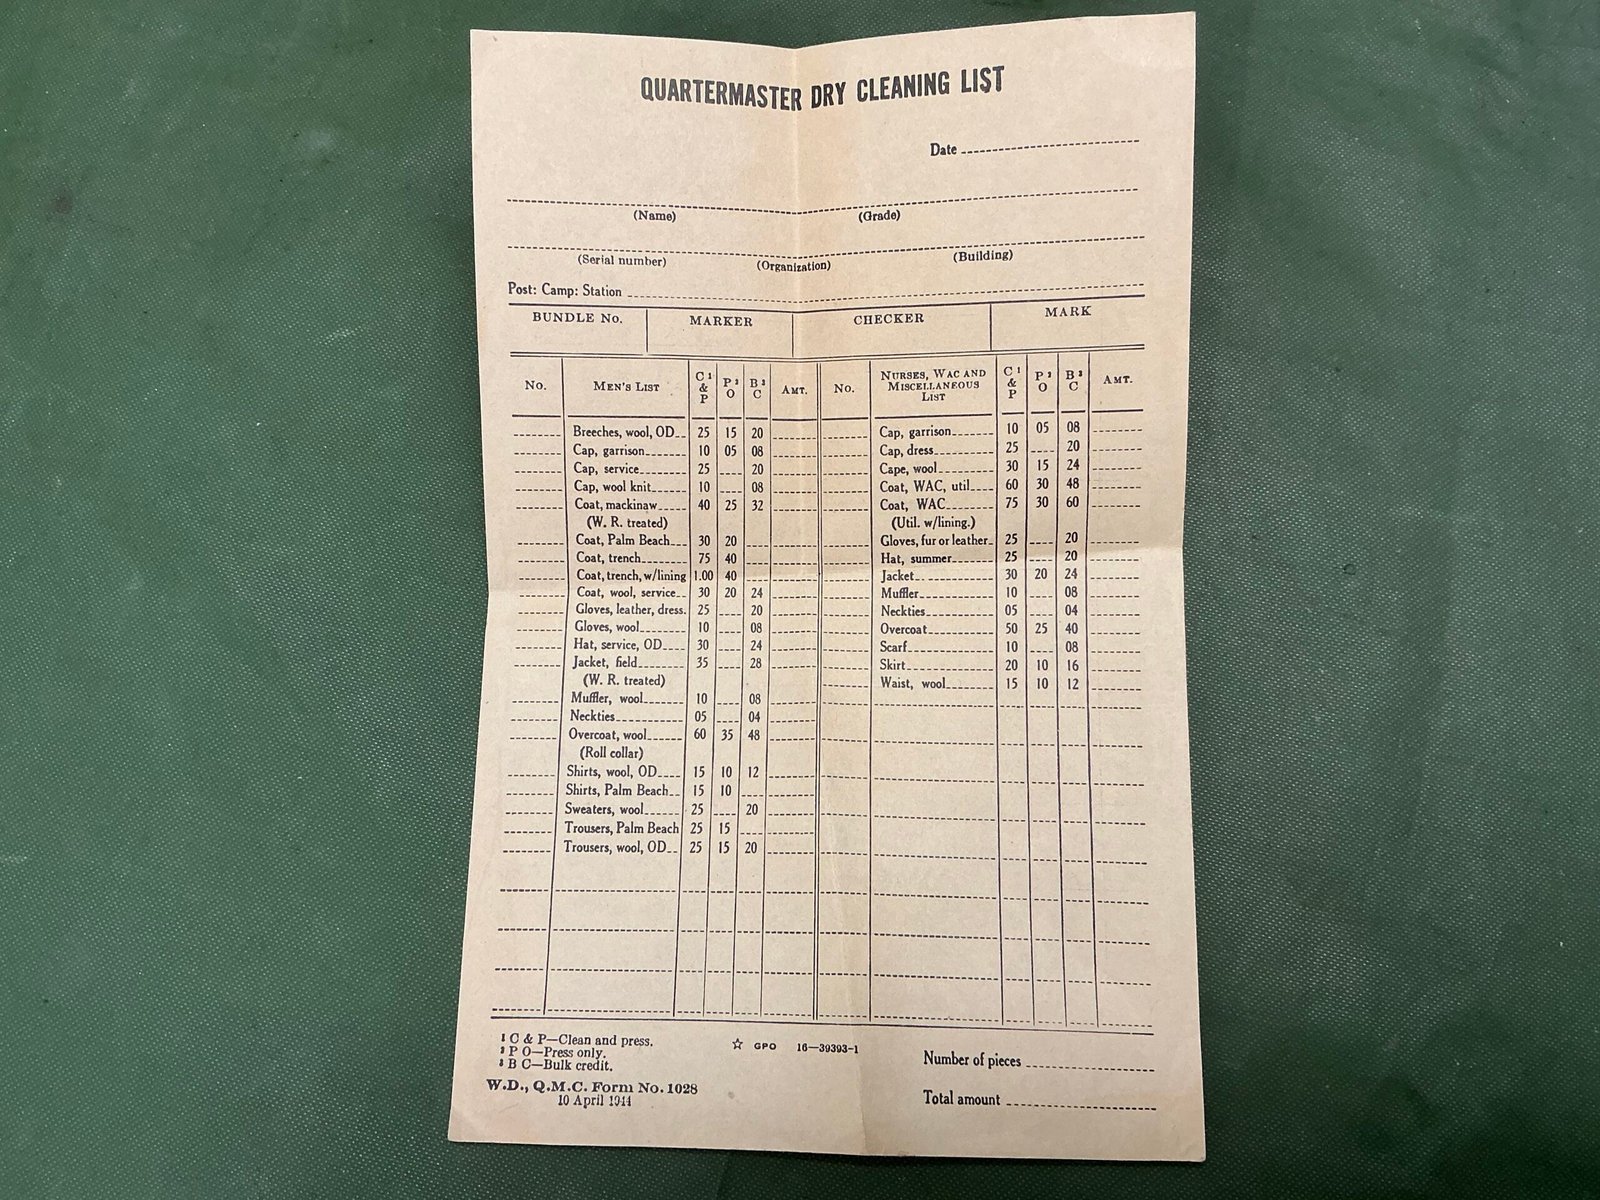 QUARTERMASTER DRY CLEANING LIST
Date
(Name) (Grade)
(Serial number) (Organization) (Building)
Post: Camp: Station
BUNDLE No. MARKER CHECKER MARK
No. MEN'S LIST C & P¹ P O² B C³ AMT. No. NURSES, WAC AND MISCELLANEOUS LIST C & P¹ P O² B C³ AMT.
Breeches, wool, OD 25 15 20
Cap, garrison 10 05 08
Cap, service 25 20
Cap, wool knit 10 08
Coat, mackinaw 40 25 32
(W. R. treated)
Coat, Palm Beach 30 20
Coat, trench 75 40
Coat, trench, w/lining 1.00 40
Coat, wool, service 30 20 24
Gloves, leather, dress. 25 20
Gloves, wool 10 08
Hat, service, OD 30 24
Jacket, field 35 28
(W. R. treated)
Muffler, wool 10 08
Neckties 05 04
Overcoat, wool 60 35 48
(Roll collar)
Shirts, wool, OD 15 10 12
Shirts, Palm Beach 15 10
Sweaters, wool 25 20
Trousers, Palm Beach 25 15
Trousers, wool, OD 25 15 20
Cap, garrison 10 05 08
Cap, dress 25 20
Cape, wool 30 15 24
Coat, WAC, util 60 30 48
Coat, WAC 75 30 60
(Util. w/lining.)
Gloves, fur or leather 25 20
Hat, summer 25 20
Jacket 30 20 24
Muffler 10 08
Neckties 05 04
Overcoat 50 25 40
Scarf 10 08
Skirt 20 10 16
Waist, wool 15 10 12
¹ C & P—Clean and press.
² P O—Press only.
³ B C—Bulk credit.
W.D., Q.M.C. Form No. 1028
10 April 1944
☆ GPO 16—39393-1
Number of pieces
Total amount